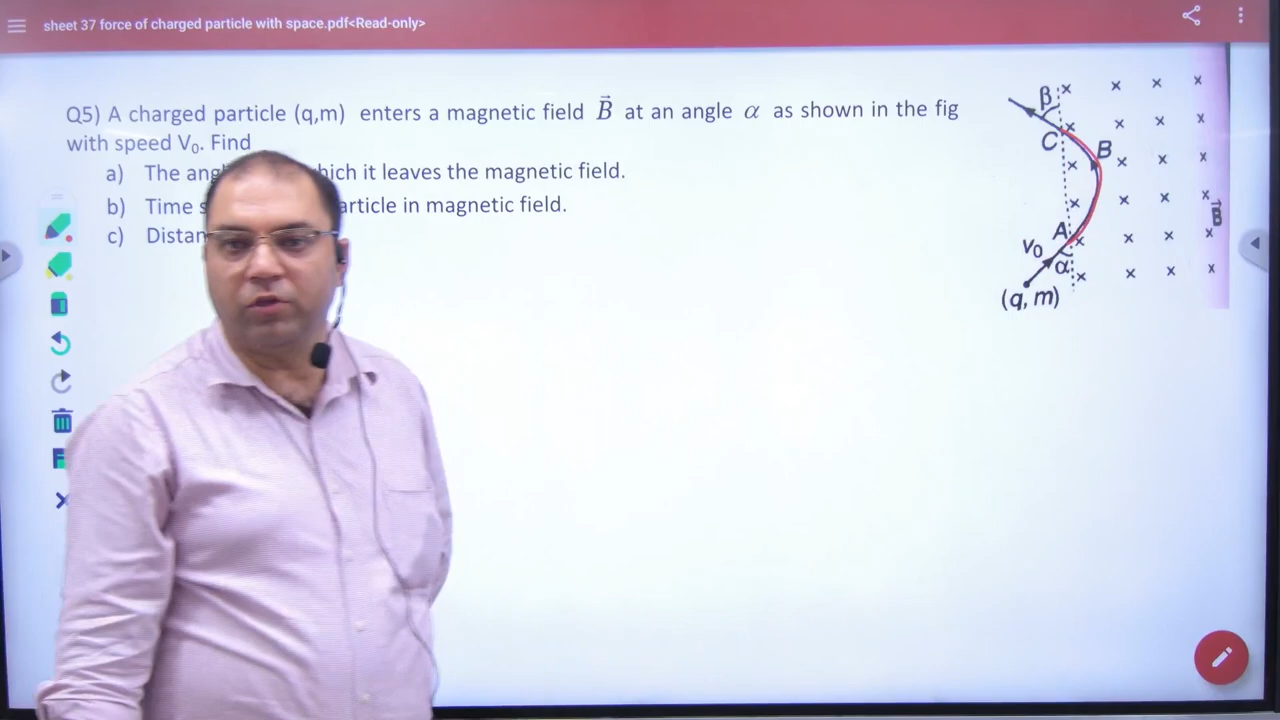 sheet 37 force of charged particle with space.pdf<Read-only>
Q5) A charged particle (q,m) enters a magnetic field B⃗ at an angle α as shown in the fig
with speed V₀. Find
a) The ang hich it leaves the magnetic field.
b) Time s article in magnetic field.
c) Distan
β
C
B
A
V₀
α
(q, m)
B⃗